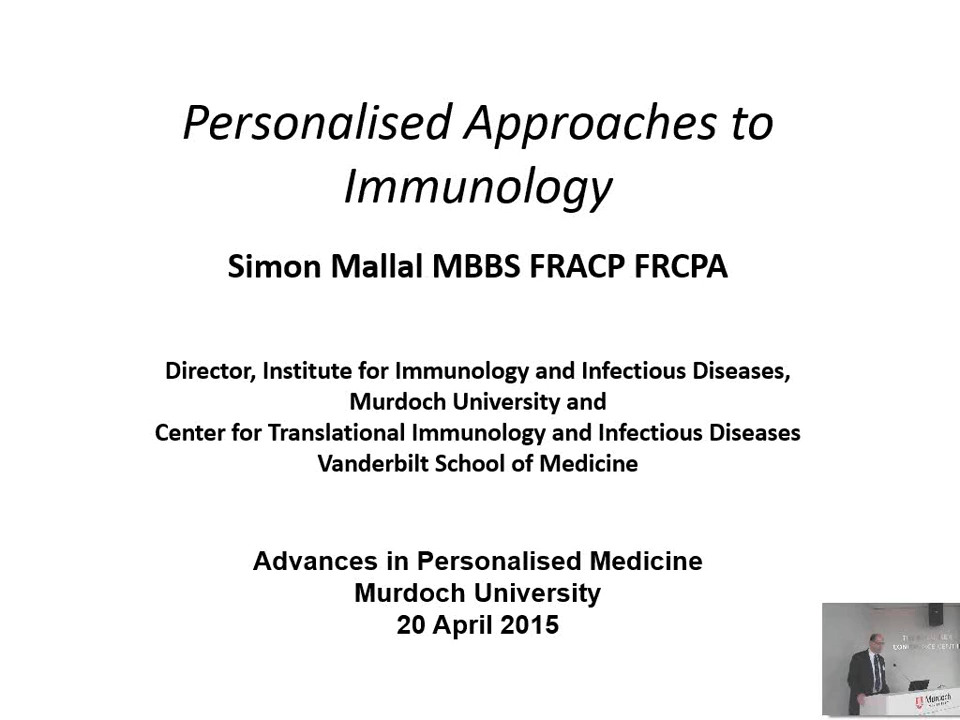 Personalised Approaches to
Immunology
Simon Mallal MBBS FRACP FRCPA
Director, Institute for Immunology and Infectious Diseases,
Murdoch University and
Center for Translational Immunology and Infectious Diseases
Vanderbilt School of Medicine
Advances in Personalised Medicine
Murdoch University
20 April 2015
Murdoch